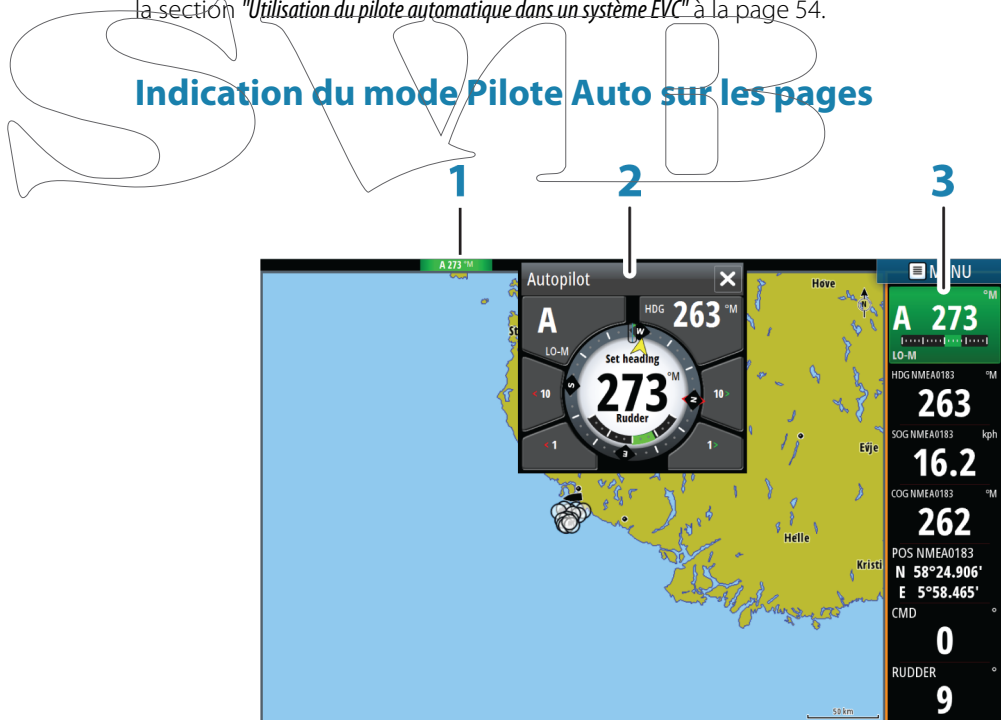 la section "Utilisation du pilote automatique dans un système EVC" à la page 54.
SVB
Indication du mode Pilote Auto sur les pages
1
2
3
A 273 °M
Autopilot
A
LO-M
HDG 263 °M
Set heading
273 °M
Rudder
W
N
E
S
< 10
10 >
< 1
1 >
Hove
N
Evje
Helle
50 km
°M
A 273
LO-M
HDG NMEA0183 °M
263
SOG NMEA0183 kph
16.2
COG NMEA0183 °M
262
POS NMEA0183
N 58°24.906'
E 5°58.465'
CMD °
0
RUDDER °
9